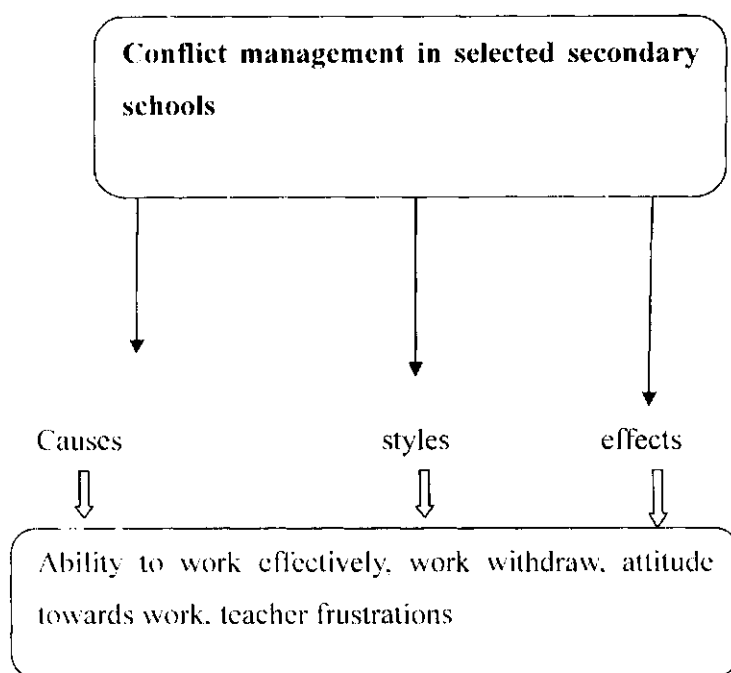 Conflict management in selected secondary
schools
Causes styles effects
Ability to work effectively, work withdraw, attitude
towards work, teacher frustrations